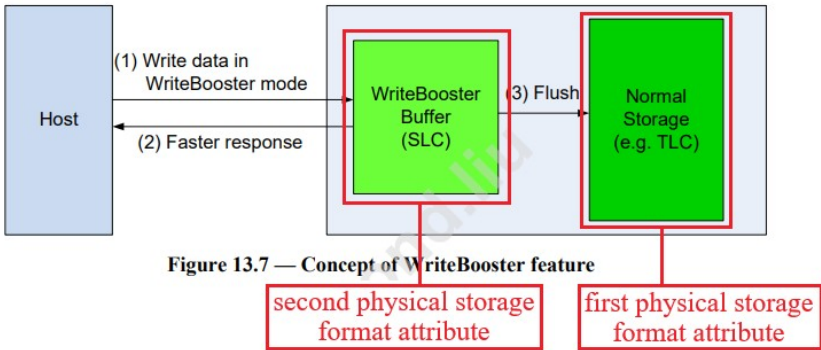 (1) Write data in
WriteBooster mode
Host
(2) Faster response
WriteBooster
Buffer
(SLC)
(3) Flush
Normal
Storage
(e.g. TLC)
Figure 13.7 — Concept of WriteBooster feature
second physical storage
format attribute
first physical storage
format attribute